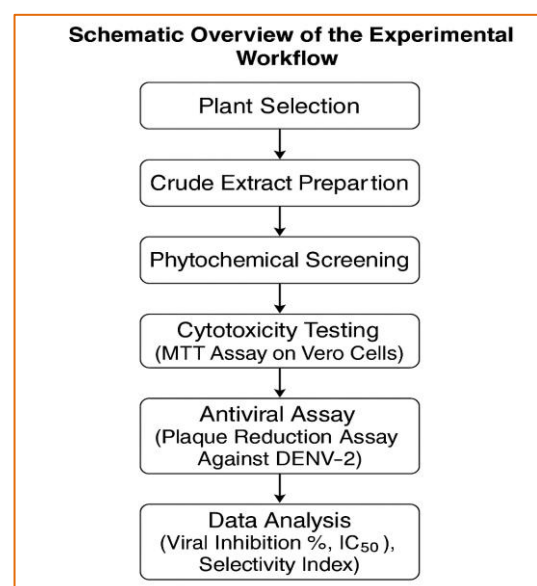 Schematic Overview of the Experimental
Workflow
Plant Selection
Crude Extract Prepartion
Phytochemical Screening
Cytotoxicity Testing
(MTT Assay on Vero Cells)
Antiviral Assay
(Plaque Reduction Assay
Against DENV-2)
Data Analysis
(Viral Inhibition %, IC₅₀),
Selectivity Index)